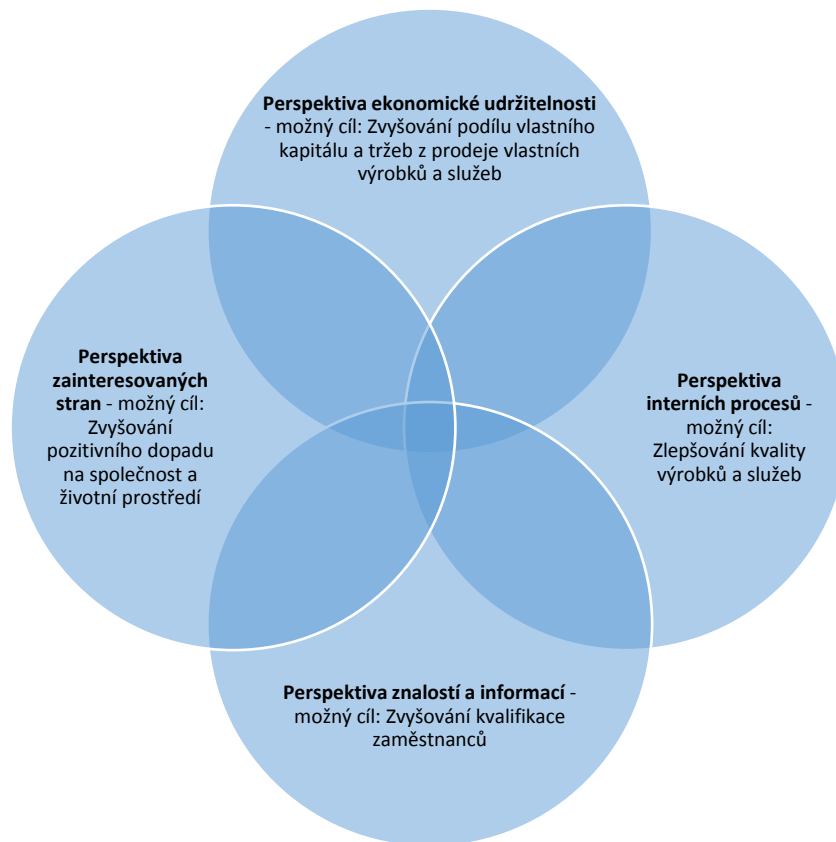 Perspektiva ekonomické udržitelnosti
- možný cíl: Zvyšování podílu vlastního
kapitálu a tržeb z prodeje vlastních
výrobků a služeb
Perspektiva
zainteresovaných
stran - možný cíl:
Zvyšování
pozitivního dopadu
na společnost a
životní prostředí
Perspektiva
interních procesů -
možný cíl:
Zlepšování kvality
výrobků a služeb
Perspektiva znalostí a informací -
možný cíl: Zvyšování kvalifikace
zaměstnanců